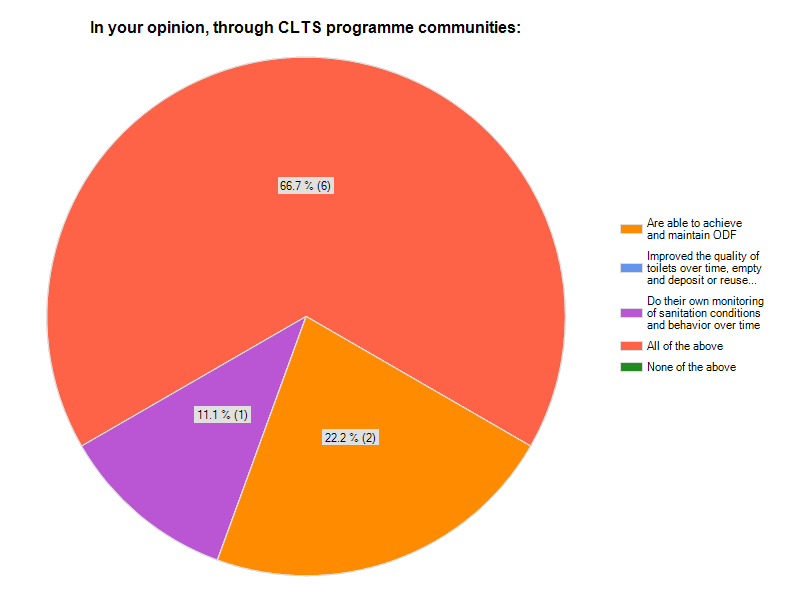 In your opinion, through CLTS programme communities:
66.7 % (6)
11.1 % (1)
22.2 % (2)
Are able to achieve
and maintain ODF
Improved the quality of
toilets over time, empty
and deposit or reuse...
Do their own monitoring
of sanitation conditions
and behavior over time
All of the above
None of the above